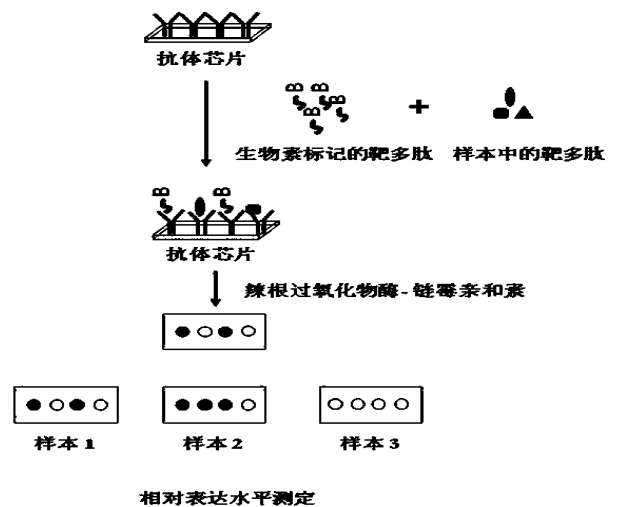 抗体芯片
B B B B
+
生物素标记的靶多肽 样本中的靶多肽
B B
抗体芯片
辣根过氧化物酶-链霉亲和素
样本1 样本2 样本3
相对表达水平测定